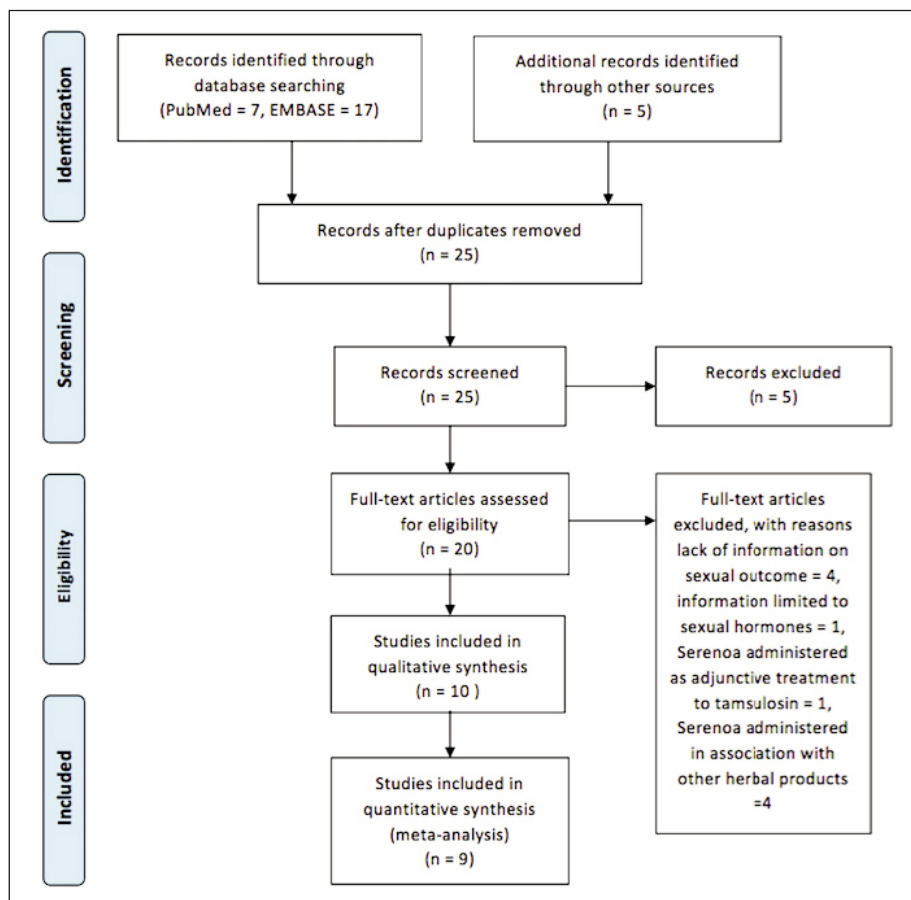 Identification
Records identified through
database searching
(PubMed = 7, EMBASE = 17)
Additional records identified
through other sources
(n = 5)
Records after duplicates removed
(n = 25)
Screening
Records screened
(n = 25)
Records excluded
(n = 5)
Eligibility
Full-text articles assessed
for eligibility
(n = 20)
Full-text articles
excluded, with reasons
lack of information on
sexual outcome = 4,
information limited to
sexual hormones = 1,
Serenoa administered
as adjunctive treatment
to tamsulosin = 1,
Serenoa administered
in association with
other herbal products
=4
Studies included in
qualitative synthesis
(n = 10 )
Included
Studies included in
quantitative synthesis
(meta-analysis)
(n = 9)